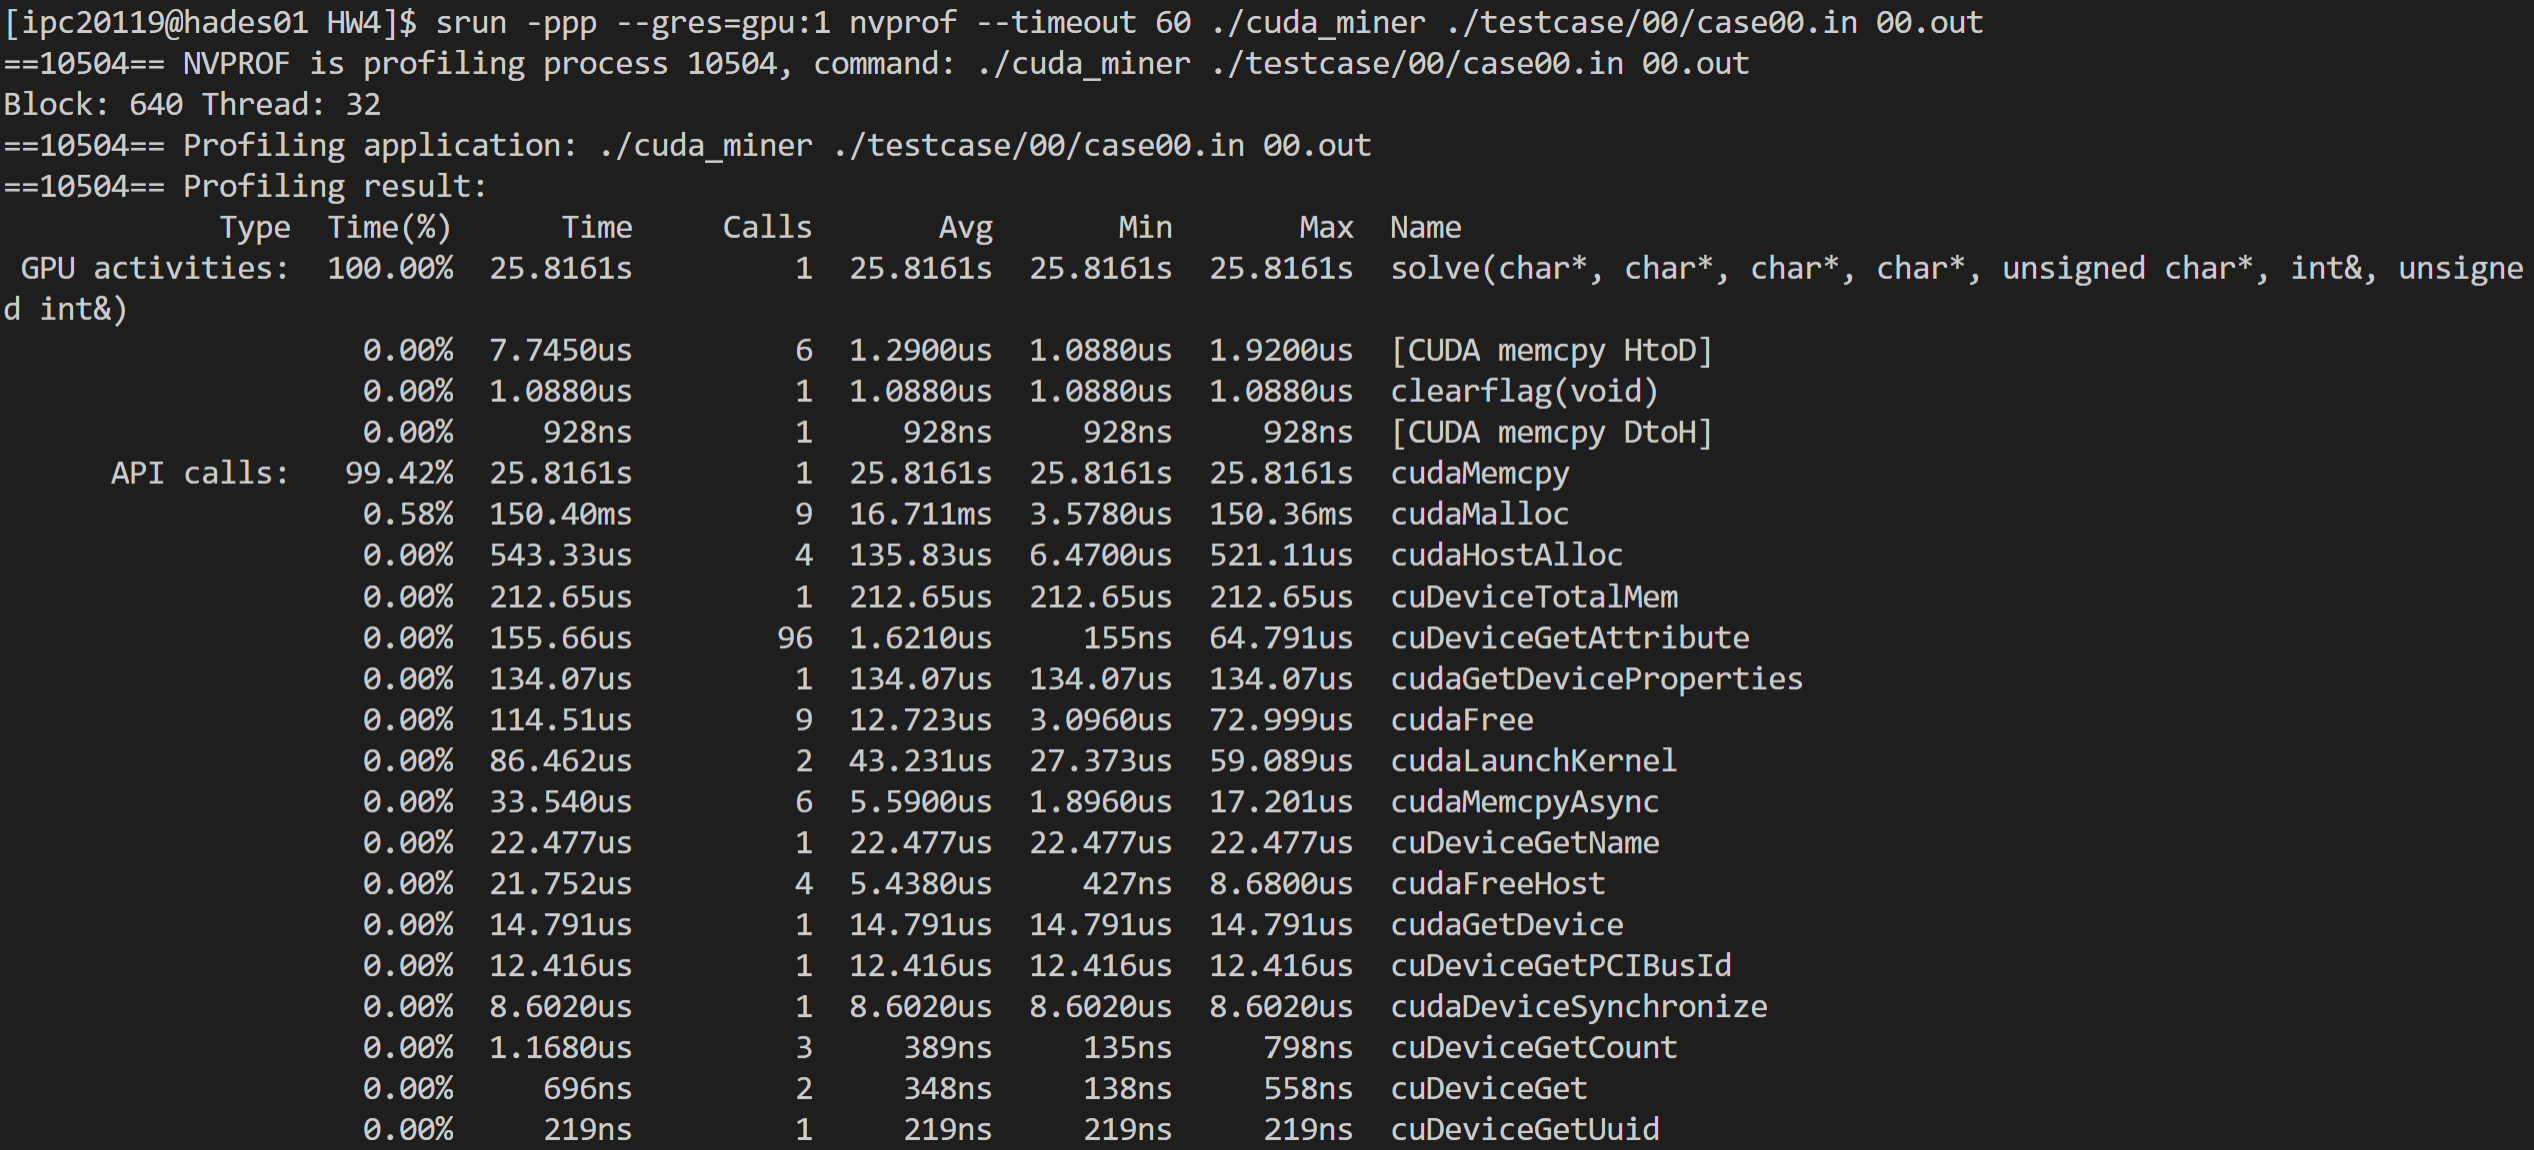 [ipc20119@hades01 HW4]$ srun -ppp --gres=gpu:1 nvprof --timeout 60 ./cuda_miner ./testcase/00/case00.in 00.out
==10504== NVPROF is profiling process 10504, command: ./cuda_miner ./testcase/00/case00.in 00.out
Block: 640 Thread: 32
==10504== Profiling application: ./cuda_miner ./testcase/00/case00.in 00.out
==10504== Profiling result:
            Type  Time(%)      Time     Calls       Avg       Min       Max  Name
 GPU activities:  100.00%  25.8161s         1  25.8161s  25.8161s  25.8161s  solve(char*, char*, char*, char*, unsigned char*, int&, unsigne
d int&)
                    0.00%  7.7450us         6  1.2900us  1.0880us  1.9200us  [CUDA memcpy HtoD]
                    0.00%  1.0880us         1  1.0880us  1.0880us  1.0880us  clearflag(void)
                    0.00%     928ns         1     928ns     928ns     928ns  [CUDA memcpy DtoH]
      API calls:   99.42%  25.8161s         1  25.8161s  25.8161s  25.8161s  cudaMemcpy
                    0.58%  150.40ms         9  16.711ms  3.5780us  150.36ms  cudaMalloc
                    0.00%  543.33us         4  135.83us  6.4700us  521.11us  cudaHostAlloc
                    0.00%  212.65us         1  212.65us  212.65us  212.65us  cuDeviceTotalMem
                    0.00%  155.66us        96  1.6210us     155ns  64.791us  cuDeviceGetAttribute
                    0.00%  134.07us         1  134.07us  134.07us  134.07us  cudaGetDeviceProperties
                    0.00%  114.51us         9  12.723us  3.0960us  72.999us  cudaFree
                    0.00%  86.462us         2  43.231us  27.373us  59.089us  cudaLaunchKernel
                    0.00%  33.540us         6  5.5900us  1.8960us  17.201us  cudaMemcpyAsync
                    0.00%  22.477us         1  22.477us  22.477us  22.477us  cuDeviceGetName
                    0.00%  21.752us         4  5.4380us     427ns  8.6800us  cudaFreeHost
                    0.00%  14.791us         1  14.791us  14.791us  14.791us  cudaGetDevice
                    0.00%  12.416us         1  12.416us  12.416us  12.416us  cuDeviceGetPCIBusId
                    0.00%  8.6020us         1  8.6020us  8.6020us  8.6020us  cudaDeviceSynchronize
                    0.00%  1.1680us         3     389ns     135ns     798ns  cuDeviceGetCount
                    0.00%     696ns         2     348ns     138ns     558ns  cuDeviceGet
                    0.00%     219ns         1     219ns     219ns     219ns  cuDeviceGetUuid